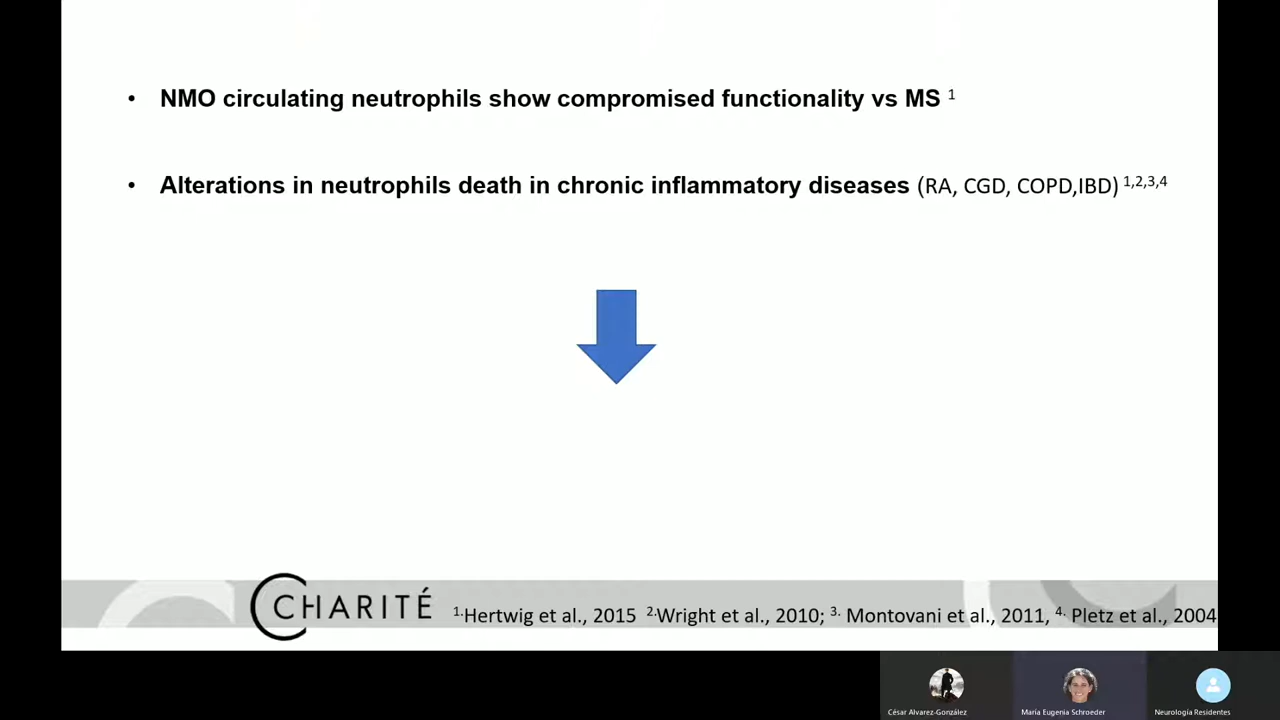 • NMO circulating neutrophils show compromised functionality vs MS 1
• Alterations in neutrophils death in chronic inflammatory diseases (RA, CGD, COPD,IBD) 1,2,3,4
CHARITÉ
1.Hertwig et al., 2015 2.Wright et al., 2010; 3. Montovani et al., 2011, 4. Pletz et al., 2004
César Alvarez-González
María Eugenia Schroeder
Neurología Residentes